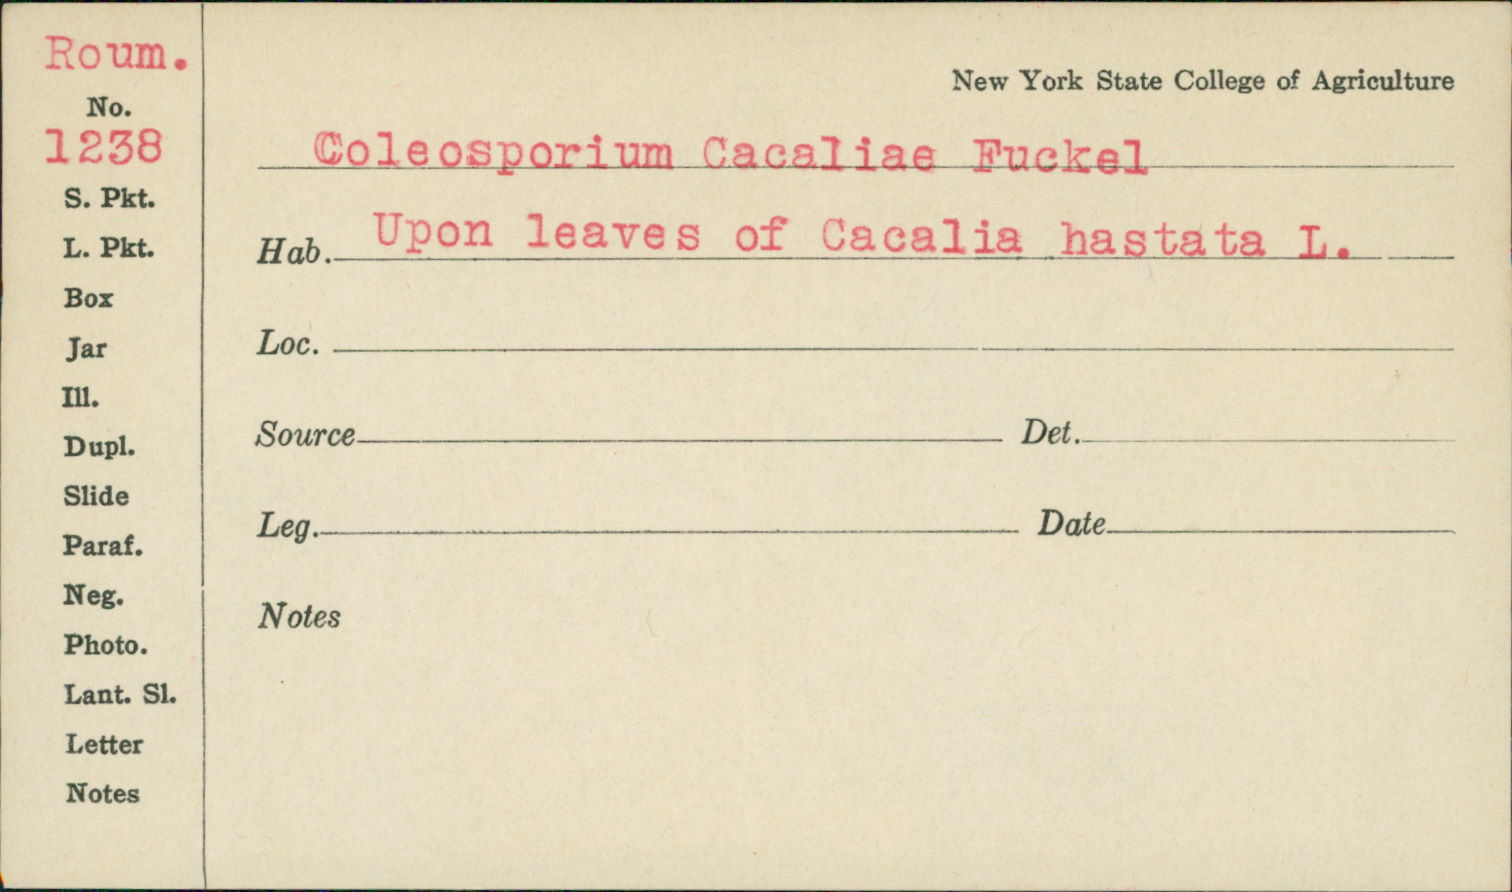 Roum.
No.
1238
S. Pkt.
L. Pkt.
Box
Jar
Ill.
Dupl.
Slide
Paraf.
Neg.
Photo.
Lant. Sl.
Letter
Notes
New York State College of Agriculture
Coleosporium Cacaliae Fuckel
Hab. Upon leaves of Cacalia hastata L.
Loc.
Source Det.
Leg. Date
Notes